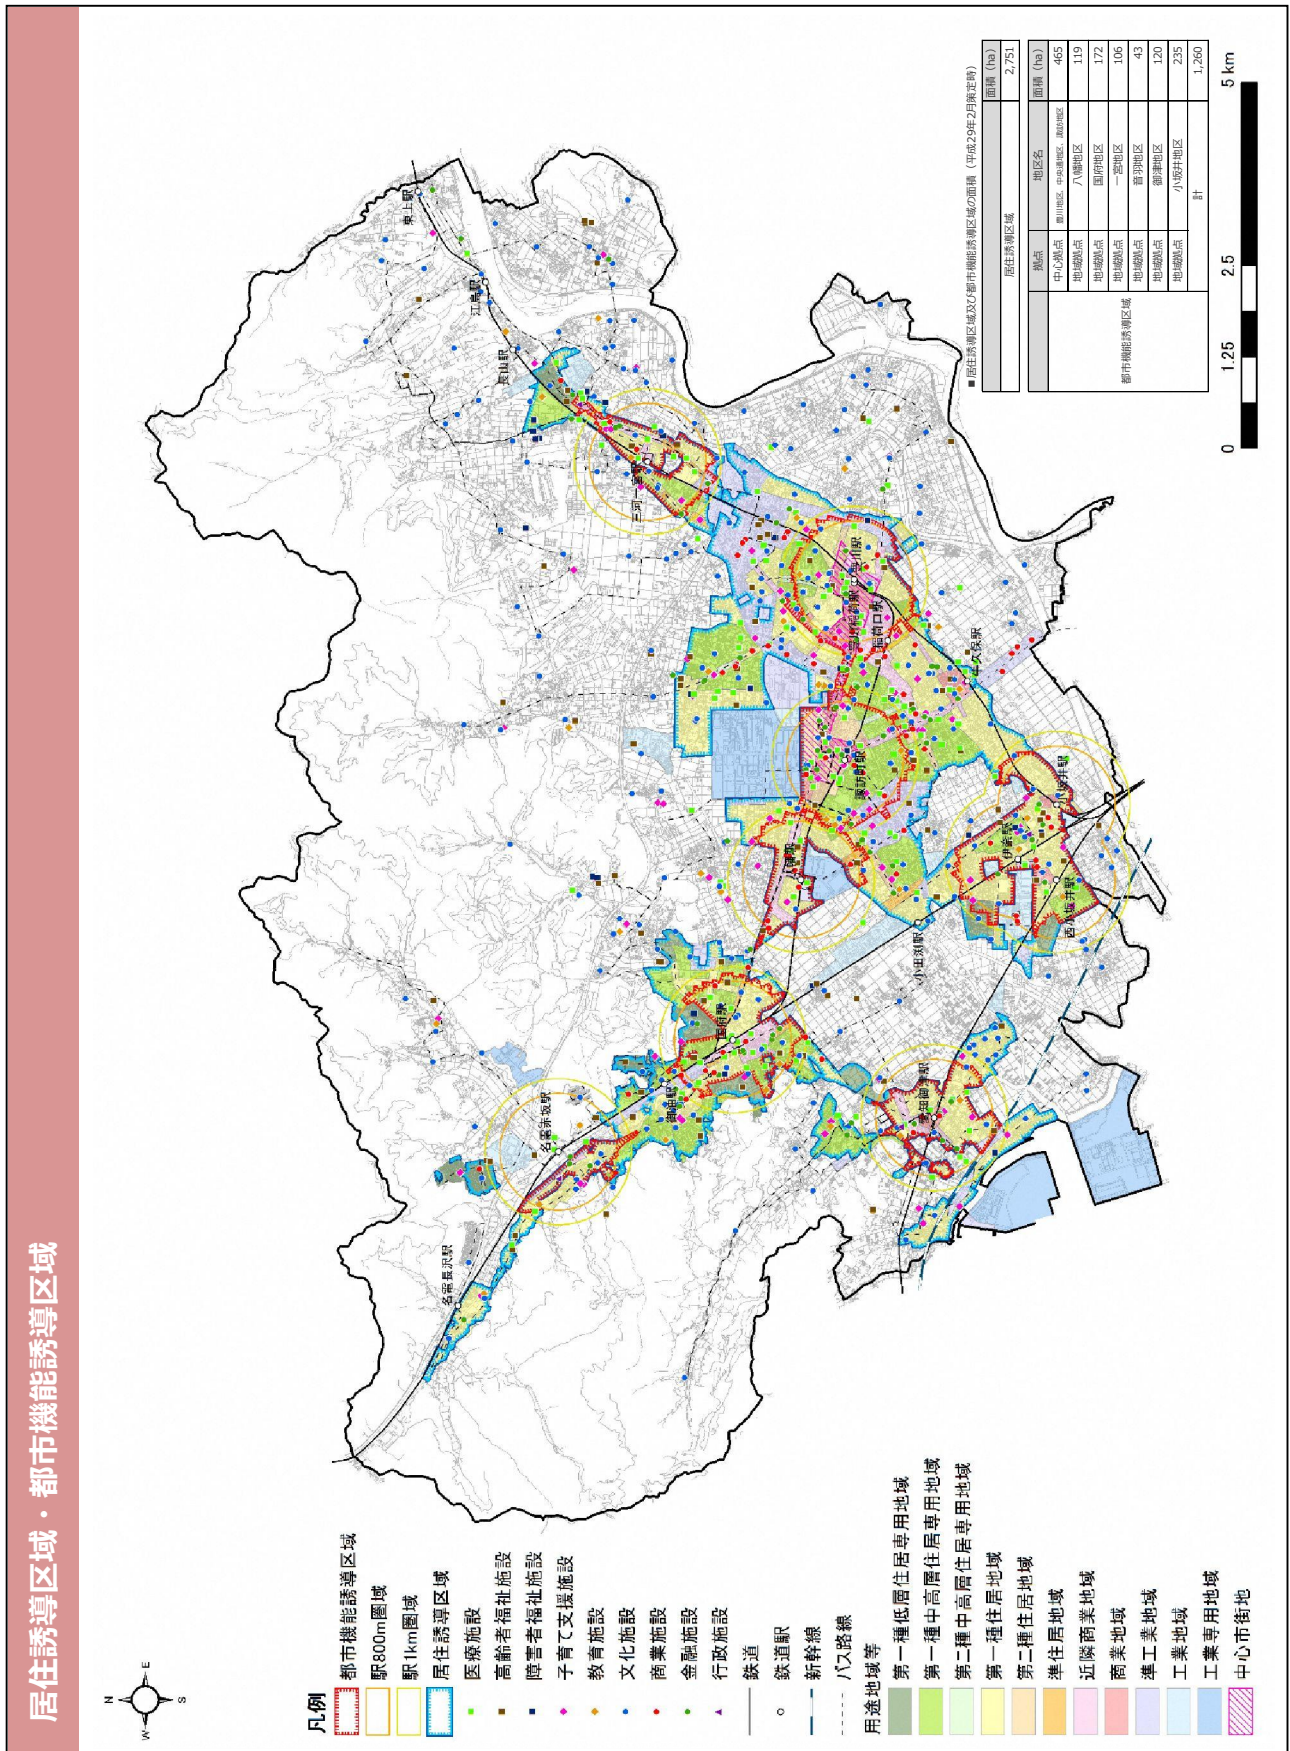 居住誘導区域・都市機能誘導区域
N
W
E
S
凡例
都市機能誘導区域
駅800m圏域
駅1km圏域
居住誘導区域
医療施設
高齢者福祉施設
障害者福祉施設
子育て支援施設
教育施設
文化施設
商業施設
金融施設
行政施設
鉄道
鉄道駅
新幹線
バス路線
用途地域等
第一種低層住居専用地域
第一種中高層住居専用地域
第二種中高層住居専用地域
第一種住居地域
第二種住居地域
準住居地域
近隣商業地域
商業地域
準工業地域
工業地域
工業専用地域
中心市街地
名電長沢駅
名電赤坂駅
御油駅
国府駅
愛知御津駅
小田渕駅
八幡駅
西小坂井駅
伊奈駅
小坂井駅
諏訪町駅
牛久保駅
稲荷口駅
豊川稲荷駅
豊川駅
三河一宮駅
長山駅
江島駅
東上駅
■居住誘導区域及び都市機能誘導区域の面積（平成29年2月策定時）
面積（ha）
居住誘導区域 2,751
拠点 地区名 面積（ha）
都市機能誘導区域
中心拠点 豊川地区、中央通地区、諏訪地区 465
地域拠点 八幡地区 119
地域拠点 国府地区 172
地域拠点 一宮地区 106
地域拠点 音羽地区 43
地域拠点 御津地区 120
地域拠点 小坂井地区 235
計 1,260
0 1.25 2.5 5 km